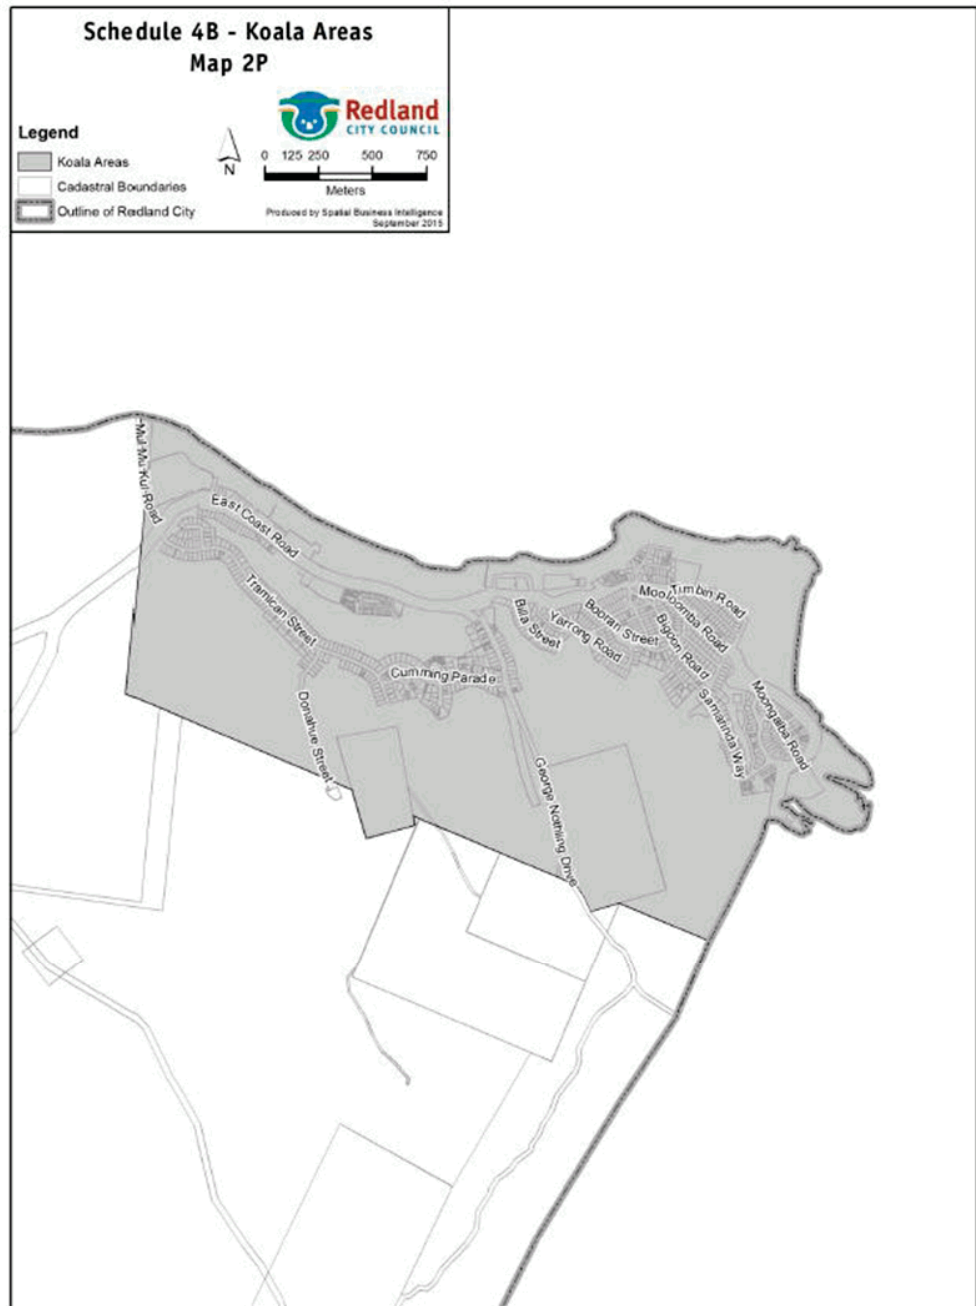 Schedule 4B - Koala Areas
Map 2P
Redland
CITY COUNCIL
Legend
Koala Areas
Cadastral Boundaries
Outline of Redland City
N
0 125 250 500 750
Meters
Produced by Spatial Business Intelligence
September 2015
Mul Mu Kul Road
East Coast Road
Tramican Street
Cumming Parade
Donahue Street
Billa Street
Yarrong Road
Booran Street
Bigoon Road
Mooloomba Road
Timbin Road
Samarinda Way
Moongalba Road
George Nothling Drive